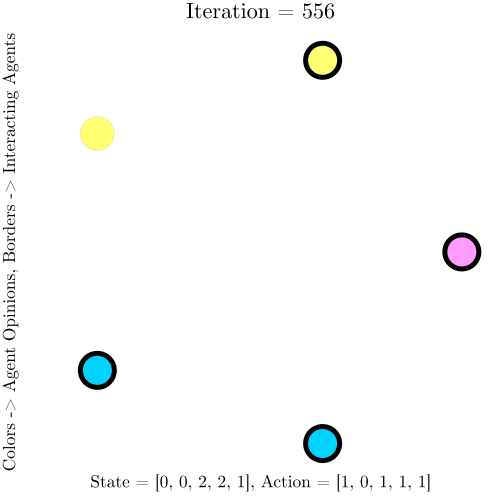 Iteration = 556
Colors -> Agent Opinions, Borders -> Interacting Agents
State = [0, 0, 2, 2, 1], Action = [1, 0, 1, 1, 1]